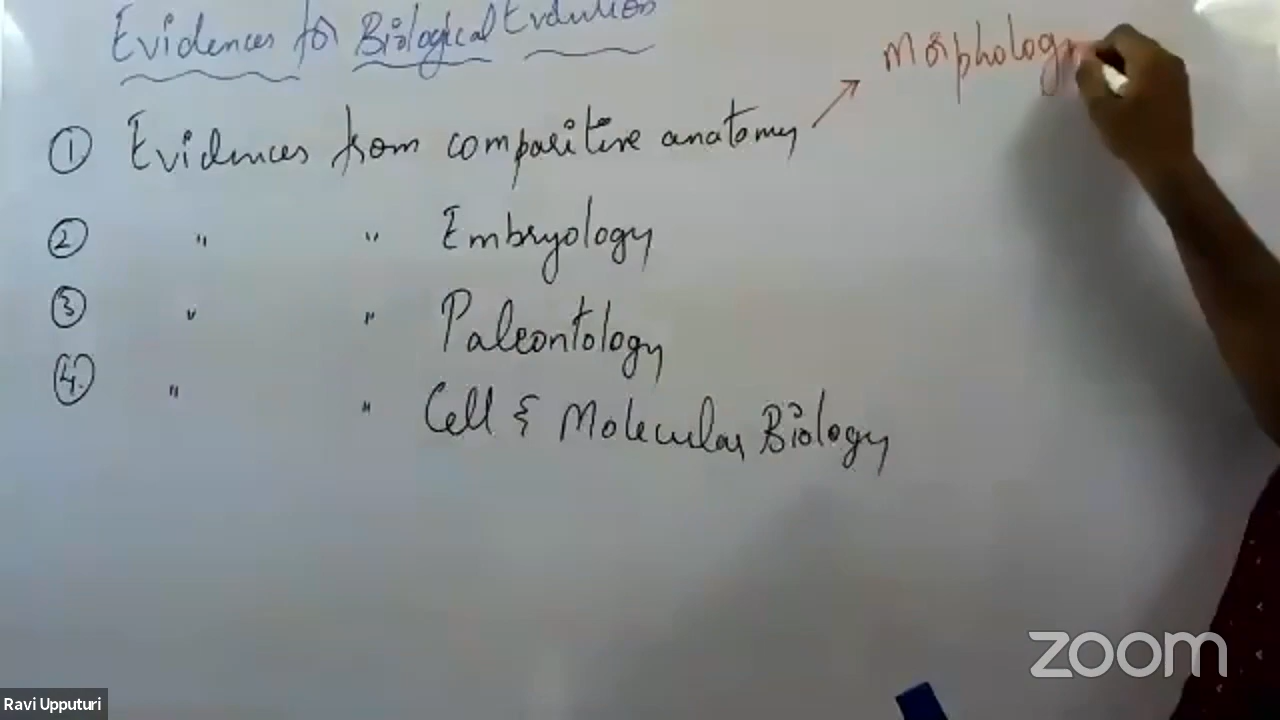 Evidences for Biological Evolution
① Evidences from comparitive anatomy → Morpholog
② " " Embryology
③ " " Paleontology
④ " " Cell & Molecular Biology
zoom
Ravi Upputuri